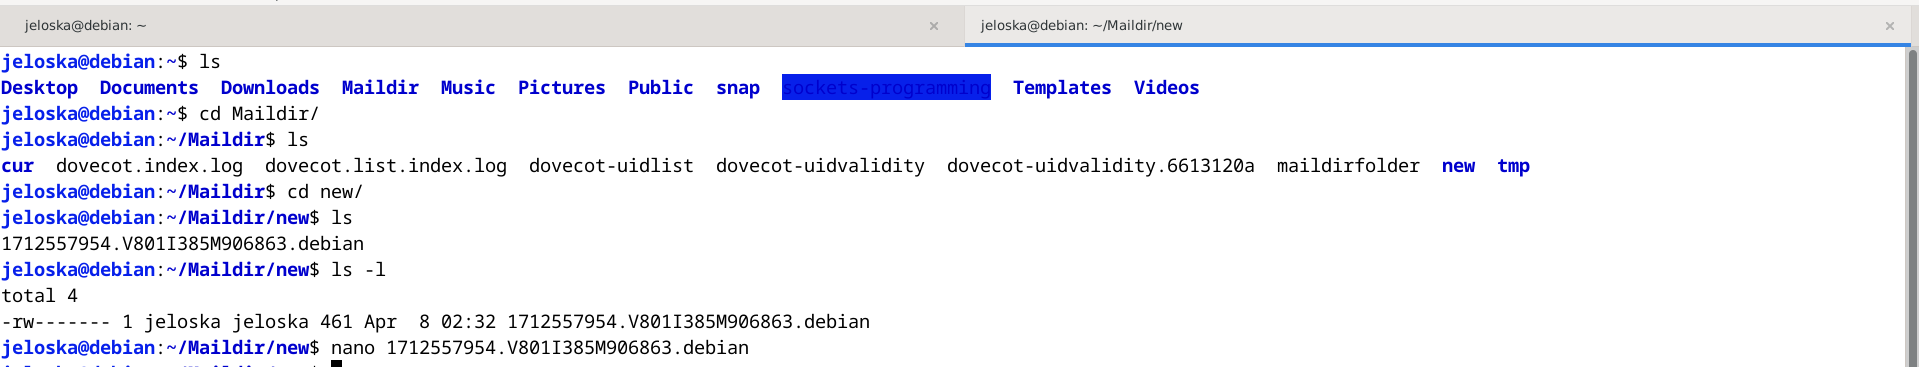 jeloska@debian: ~ × jeloska@debian: ~/Maildir/new ×
jeloska@debian:~$ ls
Desktop Documents Downloads Maildir Music Pictures Public snap sockets-programming Templates Videos
jeloska@debian:~$ cd Maildir/
jeloska@debian:~/Maildir$ ls
cur dovecot.index.log dovecot.list.index.log dovecot-uidlist dovecot-uidvalidity dovecot-uidvalidity.6613120a maildirfolder new tmp
jeloska@debian:~/Maildir$ cd new/
jeloska@debian:~/Maildir/new$ ls
1712557954.V801I385M906863.debian
jeloska@debian:~/Maildir/new$ ls -l
total 4
-rw------- 1 jeloska jeloska 461 Apr  8 02:32 1712557954.V801I385M906863.debian
jeloska@debian:~/Maildir/new$ nano 1712557954.V801I385M906863.debian